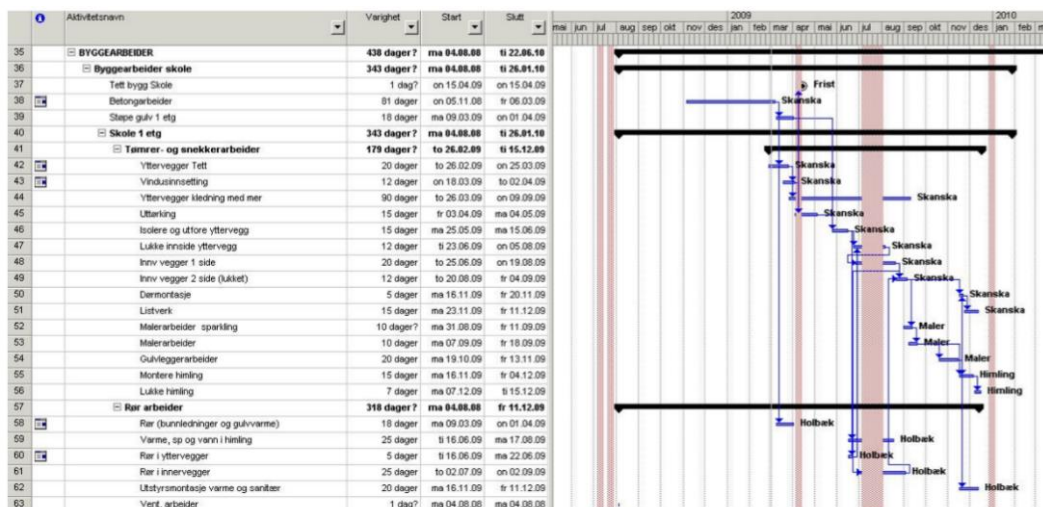 Aktivitetsnavn Varighet Start Slutt 2009 2010
mai jun jul aug sep okt nov des jan feb mar apr mai jun jul aug sep okt nov des jan feb
35 BYGGEARBEIDER 438 dager? ma 04.08.08 ti 22.06.10
36 Byggearbeider skole 343 dager? ma 04.08.08 ti 26.01.10
37 Tett bygg Skole 1 dag? on 15.04.09 on 15.04.09 Frist
38 Betongarbeider 81 dager on 05.11.08 fr 06.03.09 Skanska
39 Støpe gulv 1 etg 18 dager ma 09.03.09 on 01.04.09
40 Skole 1 etg 343 dager? ma 04.08.08 ti 26.01.10
41 Tømrer- og snekkerarbeider 179 dager? to 26.02.09 ti 15.12.09
42 Yttervegger Tett 20 dager to 26.02.09 on 25.03.09 Skanska
43 Vindusinnsetting 12 dager on 18.03.09 to 02.04.09 Skanska
44 Yttervegger kledning med mer 90 dager to 26.03.09 on 09.09.09 Skanska
45 Uttørking 15 dager fr 03.04.09 ma 04.05.09 Skanska
46 Isolere og utfore yttervegg 15 dager ma 25.05.09 ma 15.06.09 Skanska
47 Lukke innside yttervegg 12 dager ti 23.06.09 on 05.08.09 Skanska
48 Innv vegger 1 side 20 dager to 25.06.09 on 19.08.09 Skanska
49 Innv vegger 2 side (lukket) 12 dager to 20.08.09 fr 04.09.09 Skanska
50 Dørmontasje 5 dager ma 16.11.09 fr 20.11.09 Skanska
51 Listverk 15 dager ma 23.11.09 fr 11.12.09 Skanska
52 Malerarbeider sparkling 10 dager? ma 31.08.09 fr 11.09.09 Maler
53 Malerarbeider 10 dager ma 07.09.09 fr 18.09.09 Maler
54 Gulvleggerarbeider 20 dager ma 19.10.09 fr 13.11.09 Maler
55 Montere himling 15 dager ma 16.11.09 fr 04.12.09 Himling
56 Lukke himling 7 dager ma 07.12.09 ti 15.12.09 Himling
57 Rør arbeider 318 dager? ma 04.08.08 fr 11.12.09
58 Rør (bunnledninger og gulvvarme) 18 dager ma 09.03.09 on 01.04.09 Holbæk
59 Varme, sp og vann i himling 25 dager ti 16.06.09 ma 17.08.09 Holbæk
60 Rør i yttervegger 5 dager ti 16.06.09 ma 22.06.09 Holbæk
61 Rør i innervegger 25 dager to 02.07.09 on 02.09.09 Holbæk
62 Utstyrsmontasje varme og sanitær 20 dager ma 16.11.09 fr 11.12.09 Holbæk
63 Vent. arbeider 1 dag? ma 04.08.08 ma 04.08.08